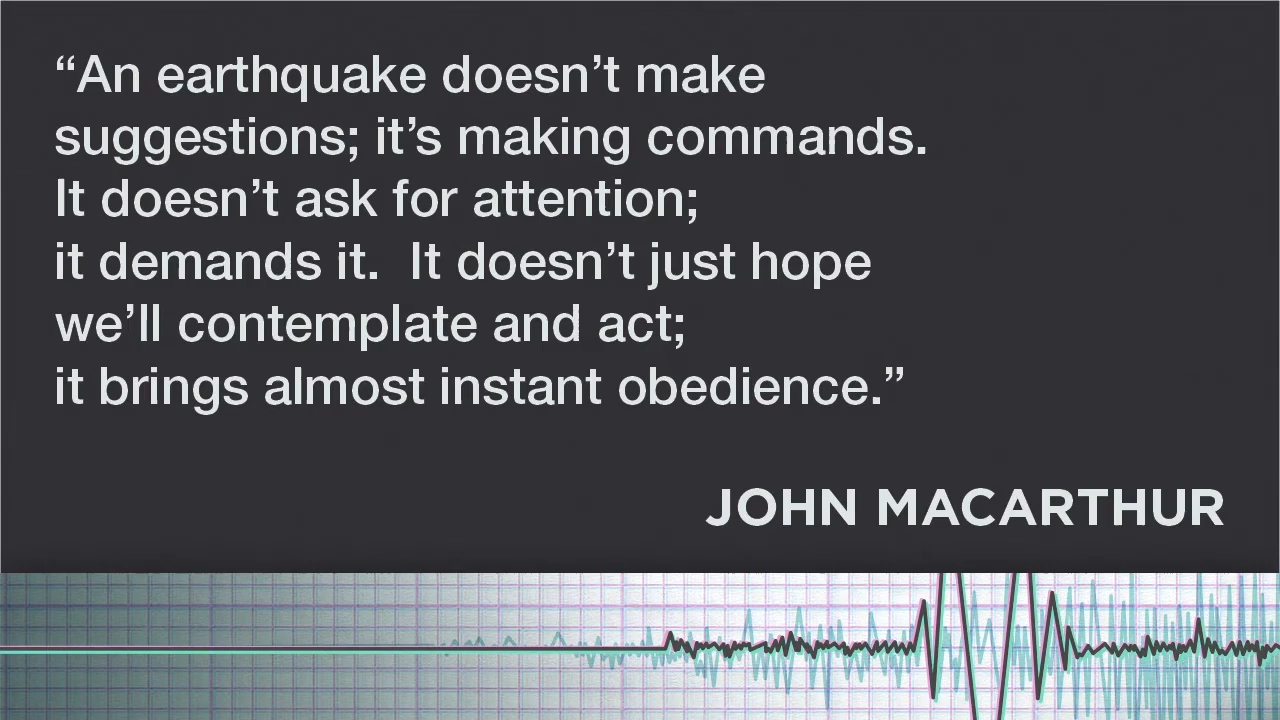 “An earthquake doesn’t make
suggestions; it’s making commands.
It doesn’t ask for attention;
it demands it.  It doesn’t just hope
we’ll contemplate and act;
it brings almost instant obedience.”
JOHN MACARTHUR